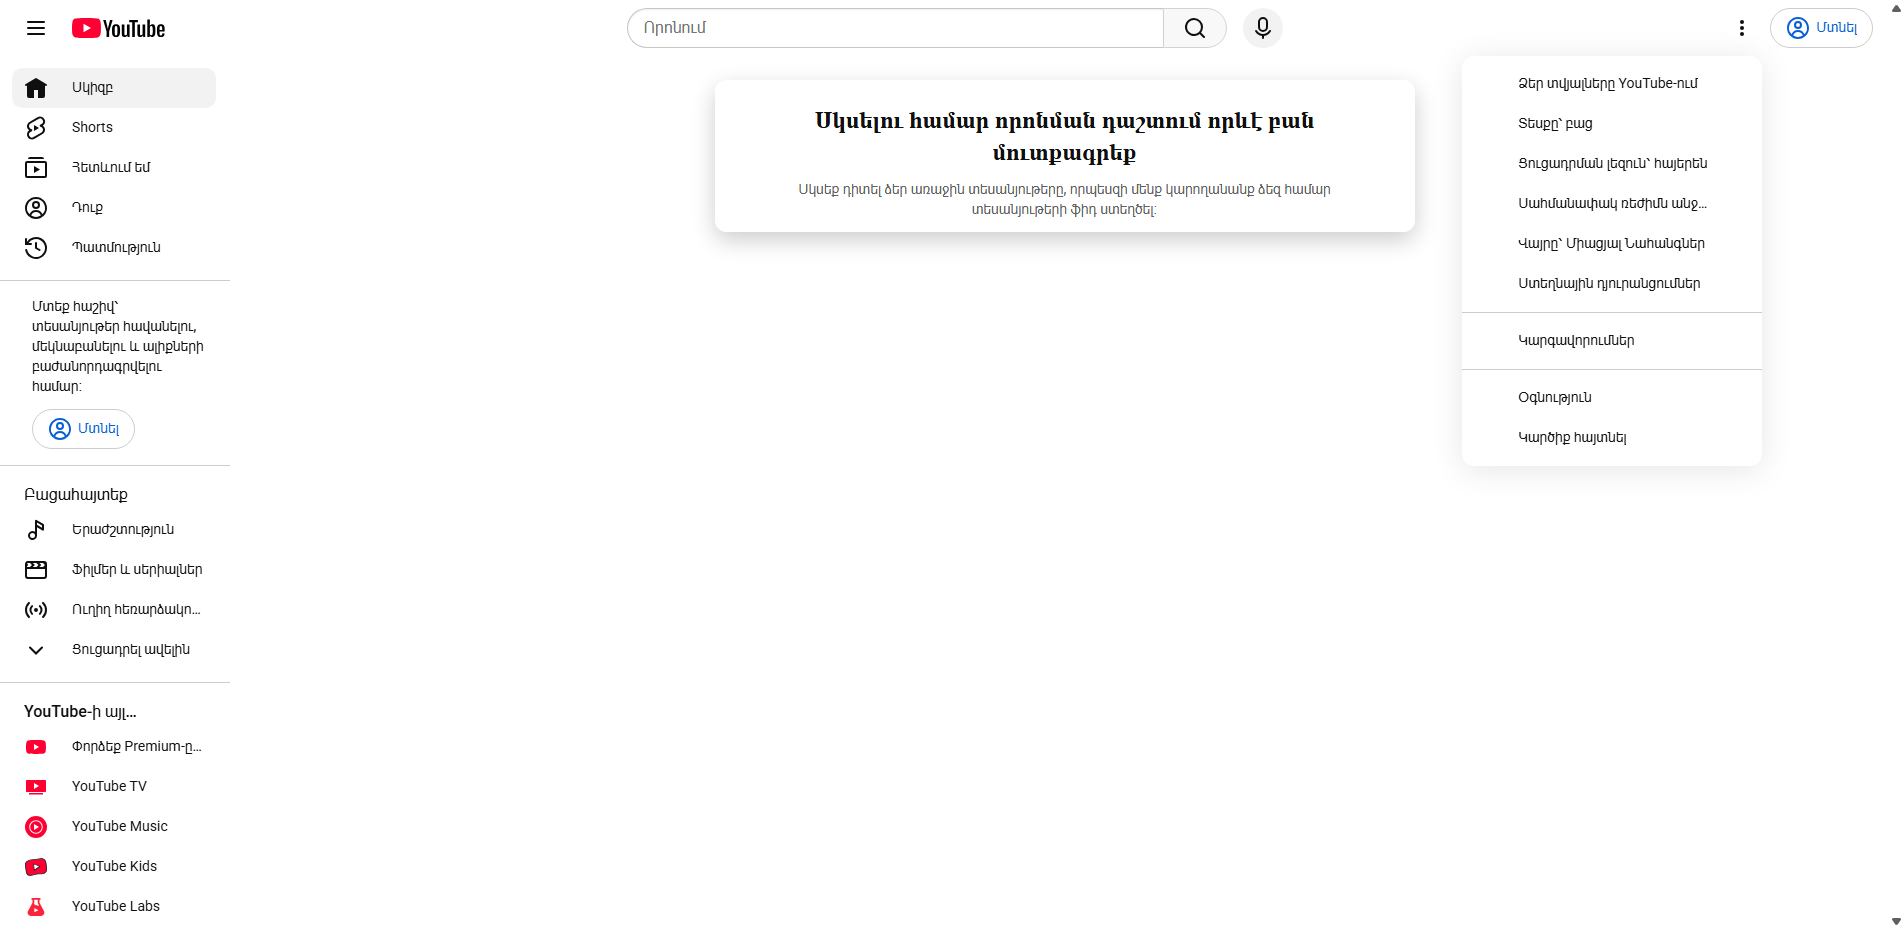 YouTube
Որոնում
Մտնել
Սկիզբ
Shorts
Հետևում եմ
Դուք
Պատմություն
Մտեք հաշիվ՝
տեսանյութեր հավանելու,
մեկնաբանելու և ալիքների
բաժանորդագրվելու
համար։
Մտնել
Բացահայտեք
Երաժշտություն
Ֆիլմեր և սերիալներ
Ուղիղ հեռարձակո...
Ցուցադրել ավելին
YouTube-ի այլ...
Փորձեք Premium-ը...
YouTube TV
YouTube Music
YouTube Kids
YouTube Labs
Սկսելու համար որոնման դաշտում որևէ բան
մուտքագրեք
Սկսեք դիտել ձեր առաջին տեսանյութերը, որպեսզի մենք կարողանանք ձեզ համար
տեսանյութերի ֆիդ ստեղծել։
Ձեր տվյալները YouTube-ում
Տեսքը՝ բաց
Ցուցադրման լեզուն՝ հայերեն
Սահմանափակ ռեժիմն անջ...
Վայրը՝ Միացյալ Նահանգներ
Ստեղնային դյուրանցումներ
Կարգավորումներ
Օգնություն
Կարծիք հայտնել